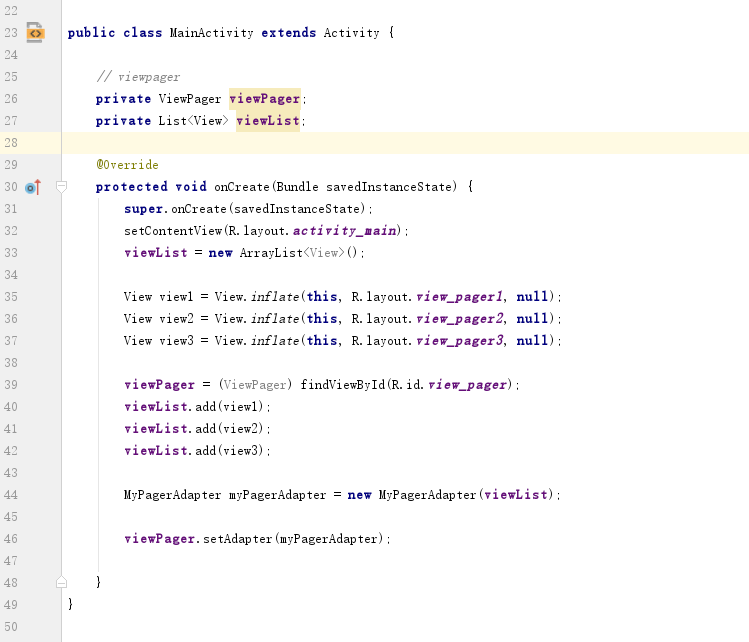 22
23 public class MainActivity extends Activity {
24
25 // viewpager
26 private ViewPager viewPager;
27 private List<View> viewList;
28
29 @Override
30 protected void onCreate(Bundle savedInstanceState) {
31 super.onCreate(savedInstanceState);
32 setContentView(R.layout.activity_main);
33 viewList = new ArrayList<View>();
34
35 View view1 = View.inflate(this, R.layout.view_pager1, null);
36 View view2 = View.inflate(this, R.layout.view_pager2, null);
37 View view3 = View.inflate(this, R.layout.view_pager3, null);
38
39 viewPager = (ViewPager) findViewById(R.id.view_pager);
40 viewList.add(view1);
41 viewList.add(view2);
42 viewList.add(view3);
43
44 MyPagerAdapter myPagerAdapter = new MyPagerAdapter(viewList);
45
46 viewPager.setAdapter(myPagerAdapter);
47
48 }
49 }
50